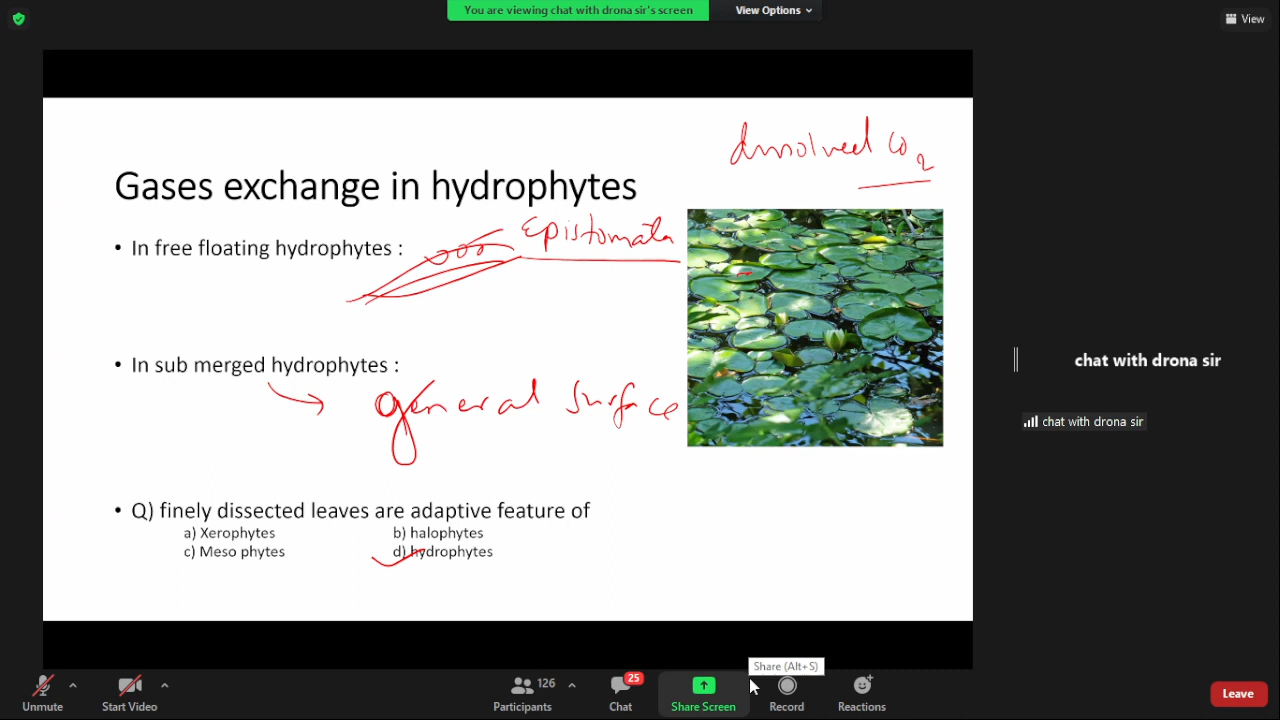 You are viewing chat with drona sir's screen
View Options
View
dissolved CO2
Gases exchange in hydrophytes
Epistomata
• In free floating hydrophytes :
chat with drona sir
• In sub merged hydrophytes :
general surface
chat with drona sir
• Q) finely dissected leaves are adaptive feature of
a) Xerophytes b) halophytes
c) Meso phytes d) hydrophytes
Share (Alt+S)
25
126
Unmute Start Video Participants Chat Share Screen Record Reactions Leave